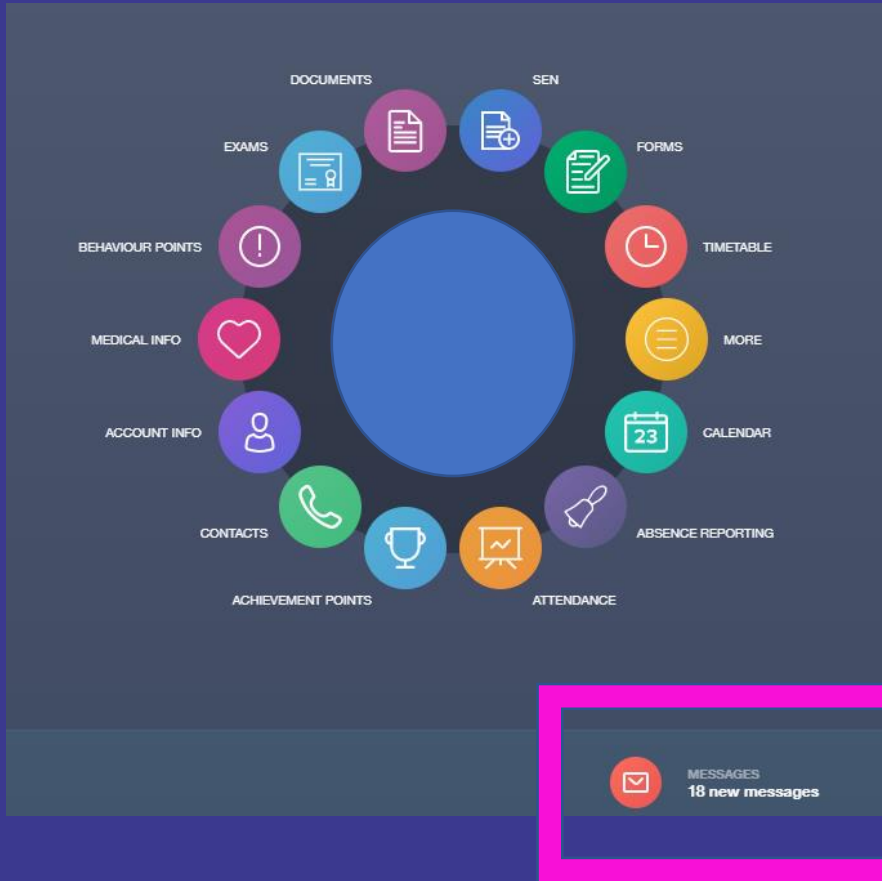 DOCUMENTS
SEN
EXAMS
FORMS
BEHAVIOUR POINTS
TIMETABLE
MEDICAL INFO
MORE
ACCOUNT INFO
23
CALENDAR
CONTACTS
ABSENCE REPORTING
ACHIEVEMENT POINTS
ATTENDANCE
MESSAGES
18 new messages